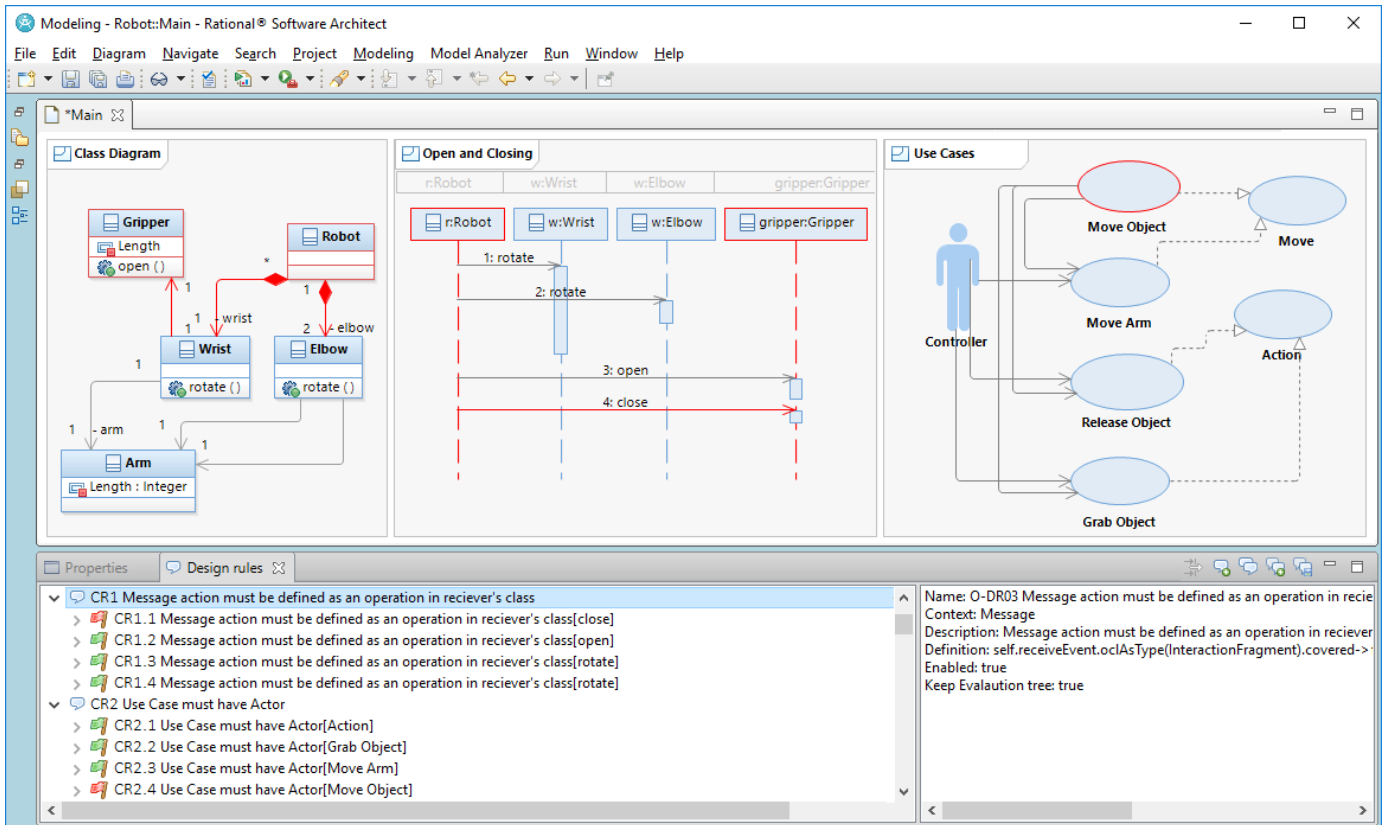 Modeling - Robot::Main - Rational® Software Architect
File Edit Diagram Navigate Search Project Modeling Model Analyzer Run Window Help
*Main
Class Diagram
Gripper
Length
open ( )
Robot
*
1
1
1
1
- wrist
2
- elbow
Wrist
rotate ( )
Elbow
rotate ( )
1
1
- arm
1
1
Arm
Length : Integer
Open and Closing
r:Robot w:Wrist w:Elbow gripper:Gripper
r:Robot w:Wrist w:Elbow gripper:Gripper
1: rotate
2: rotate
3: open
4: close
Use Cases
Move Object
Move
Move Arm
Controller
Action
Release Object
Grab Object
Properties Design rules
CR1 Message action must be defined as an operation in reciever's class
CR1.1 Message action must be defined as an operation in reciever's class[close]
CR1.2 Message action must be defined as an operation in reciever's class[open]
CR1.3 Message action must be defined as an operation in reciever's class[rotate]
CR1.4 Message action must be defined as an operation in reciever's class[rotate]
CR2 Use Case must have Actor
CR2.1 Use Case must have Actor[Action]
CR2.2 Use Case must have Actor[Grab Object]
CR2.3 Use Case must have Actor[Move Arm]
CR2.4 Use Case must have Actor[Move Object]
Name: O-DR03 Message action must be defined as an operation in recie
Context: Message
Description: Message action must be defined as an operation in reciever
Definition: self.receiveEvent.oclAsType(InteractionFragment).covered->
Enabled: true
Keep Evalaution tree: true